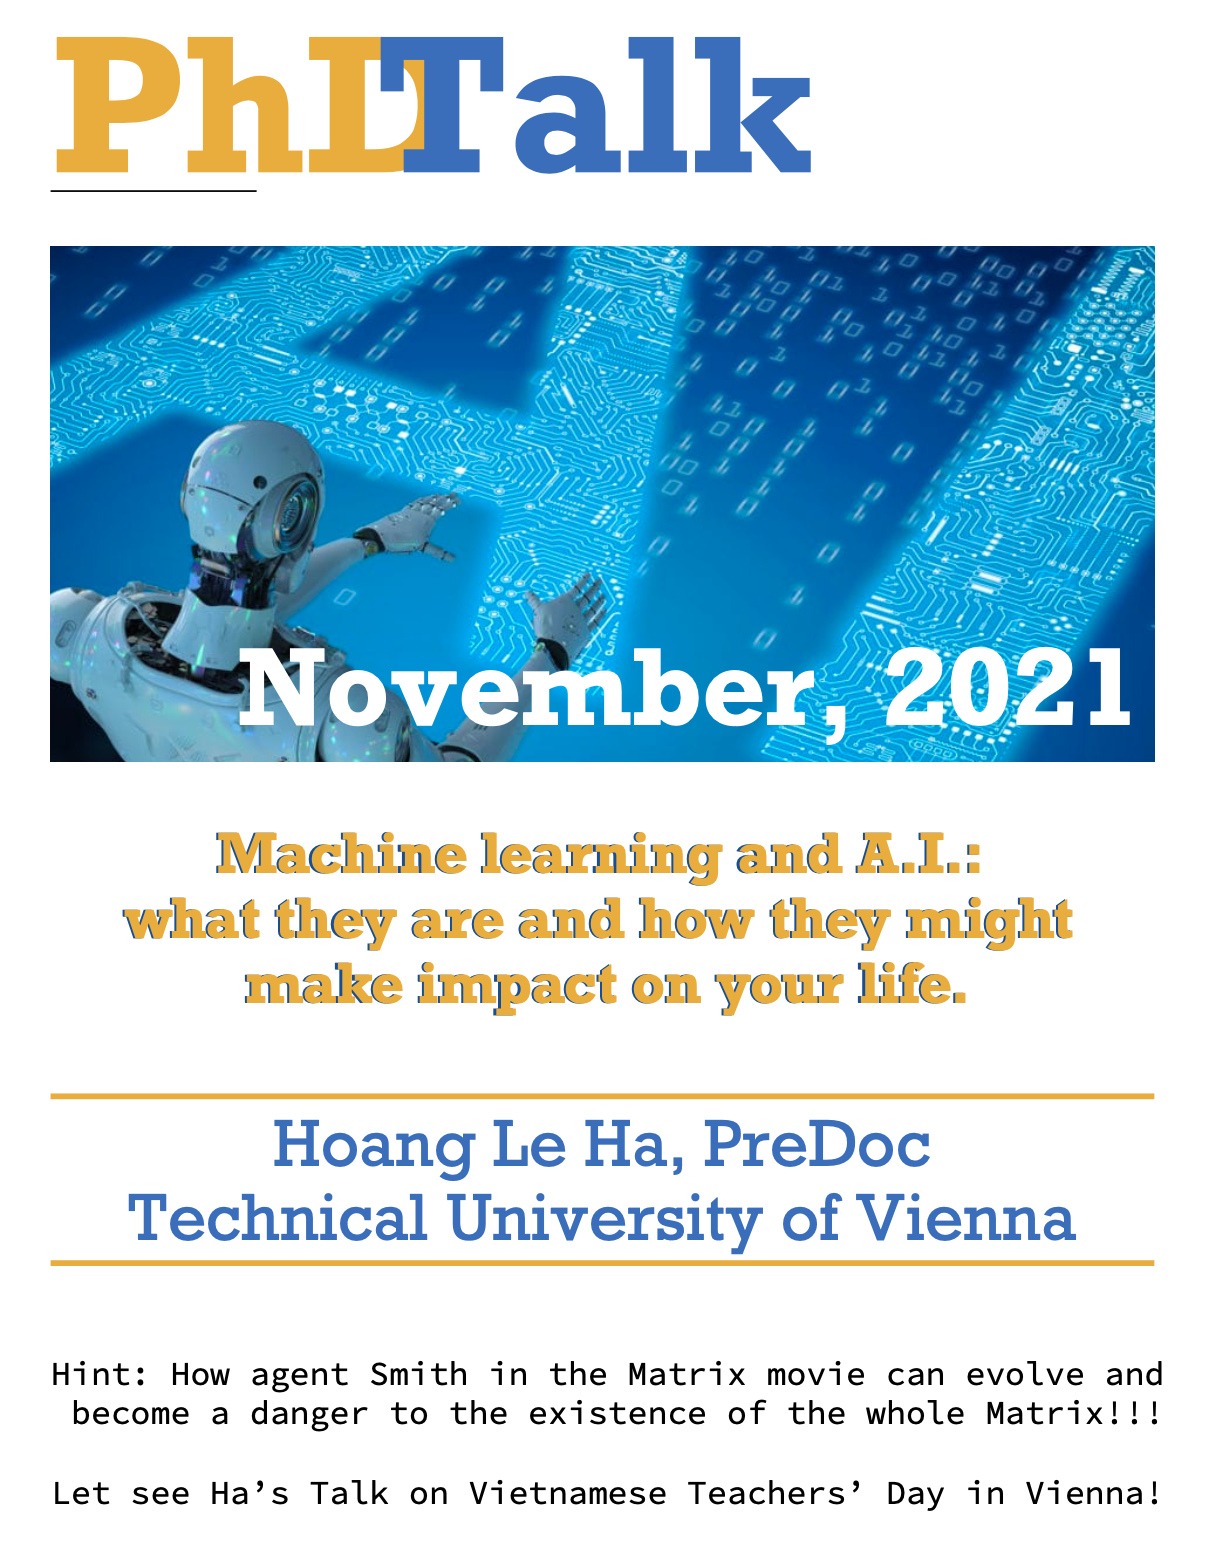 PhDTalk
November, 2021
Machine learning and A.I.:
what they are and how they might
make impact on your life.
Hoang Le Ha, PreDoc
Technical University of Vienna
Hint: How agent Smith in the Matrix movie can evolve and
become a danger to the existence of the whole Matrix!!!
Let see Ha’s Talk on Vietnamese Teachers’ Day in Vienna!